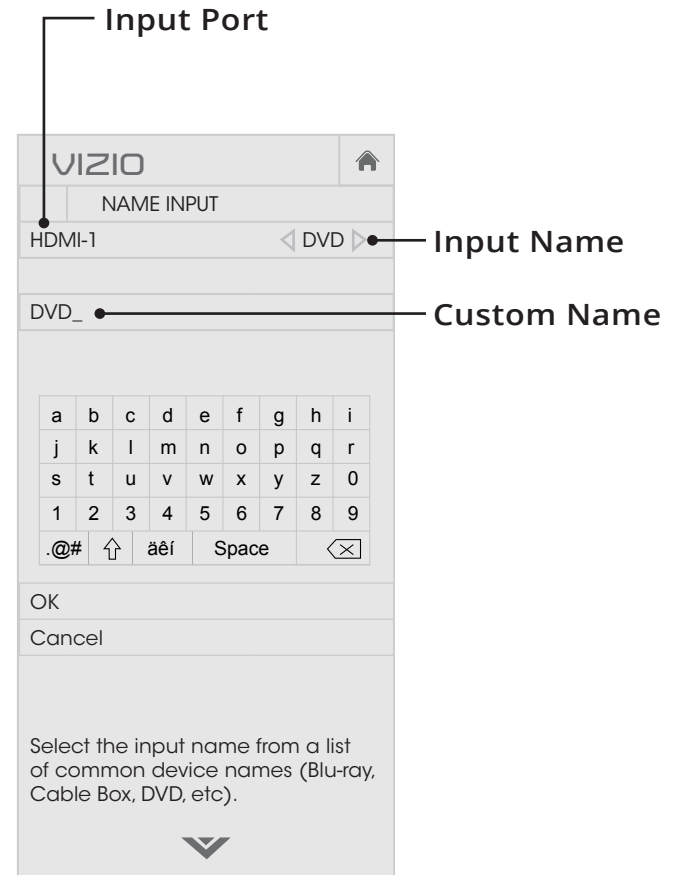 Input Port
VIZIO
NAME INPUT
HDMI-1 DVD
Input Name
DVD_
Custom Name
a b c d e f g h i
j k l m n o p q r
s t u v w x y z 0
1 2 3 4 5 6 7 8 9
.@# äêí Space
OK
Cancel
Select the input name from a list
of common device names (Blu-ray,
Cable Box, DVD, etc).